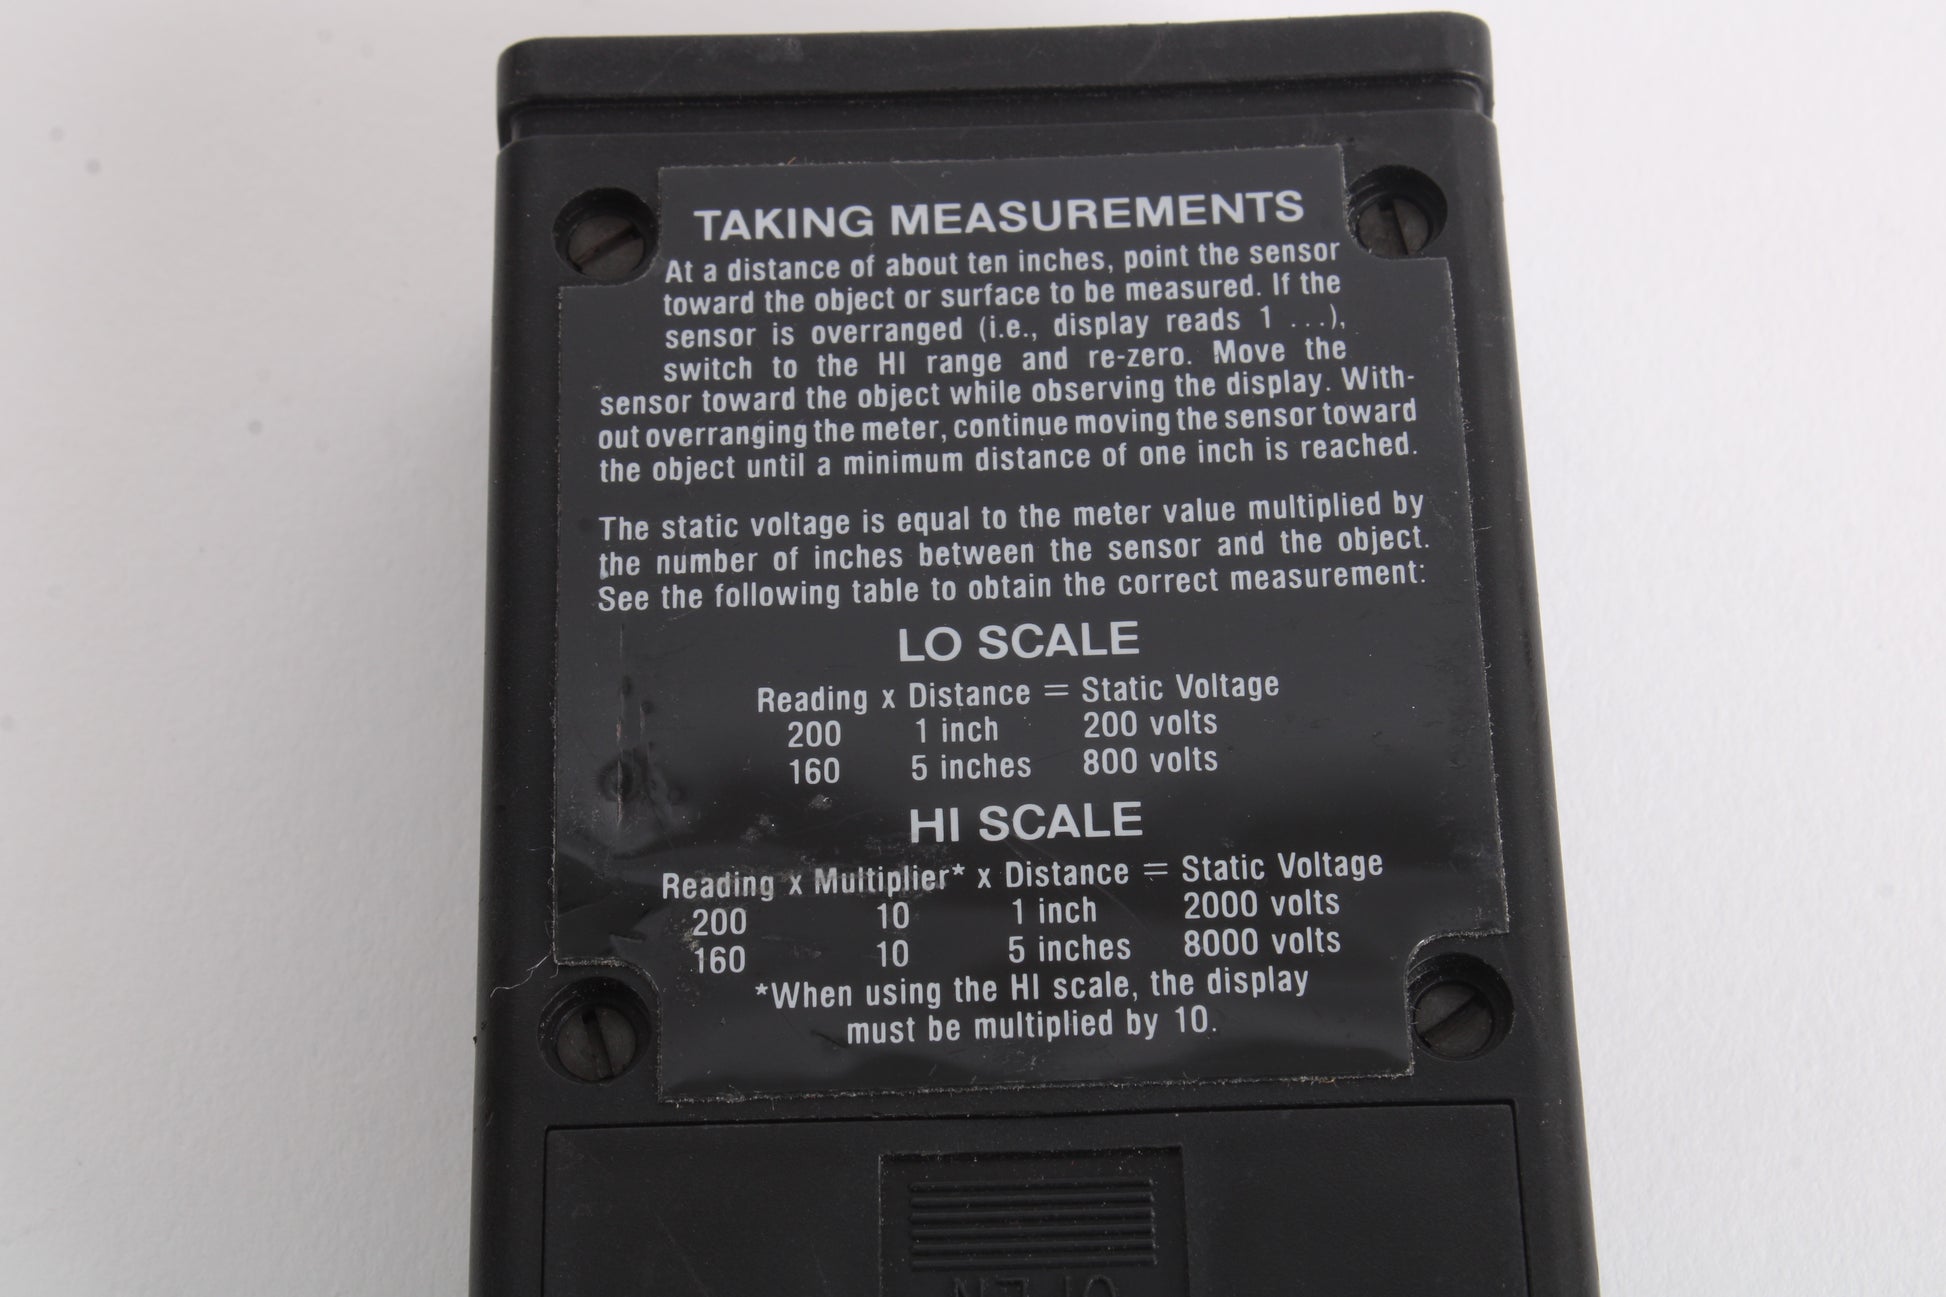 TAKING MEASUREMENTS
At a distance of about ten inches, point the sensor
toward the object or surface to be measured. If the
sensor is overranged (i.e., display reads 1 ...),
switch to the HI range and re-zero. Move the
sensor toward the object while observing the display. With-
out overranging the meter, continue moving the sensor toward
the object until a minimum distance of one inch is reached.
The static voltage is equal to the meter value multiplied by
the number of inches between the sensor and the object.
See the following table to obtain the correct measurement:
LO SCALE
Reading x Distance = Static Voltage
200 1 inch 200 volts
160 5 inches 800 volts
HI SCALE
Reading x Multiplier* x Distance = Static Voltage
200 10 1 inch 2000 volts
160 10 5 inches 8000 volts
*When using the HI scale, the display
must be multiplied by 10.